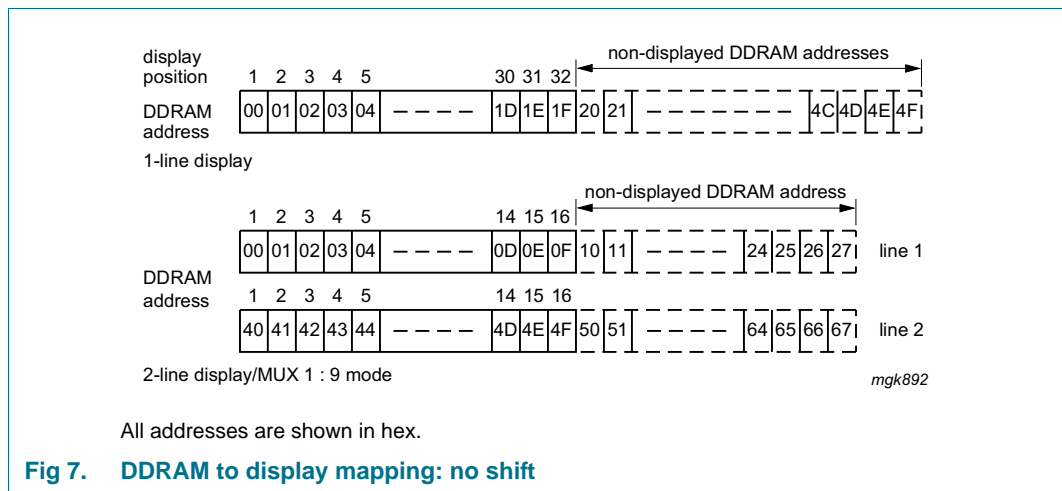 display position 1 2 3 4 5 30 31 32 non-displayed DDRAM addresses
DDRAM address 00 01 02 03 04 1D 1E 1F 20 21 4C 4D 4E 4F
1-line display
non-displayed DDRAM address
1 2 3 4 5 14 15 16
00 01 02 03 04 0D 0E 0F 10 11 24 25 26 27 line 1
DDRAM address
1 2 3 4 5 14 15 16
40 41 42 43 44 4D 4E 4F 50 51 64 65 66 67 line 2
2-line display/MUX 1 : 9 mode
mgk892
All addresses are shown in hex.
Fig 7. DDRAM to display mapping: no shift